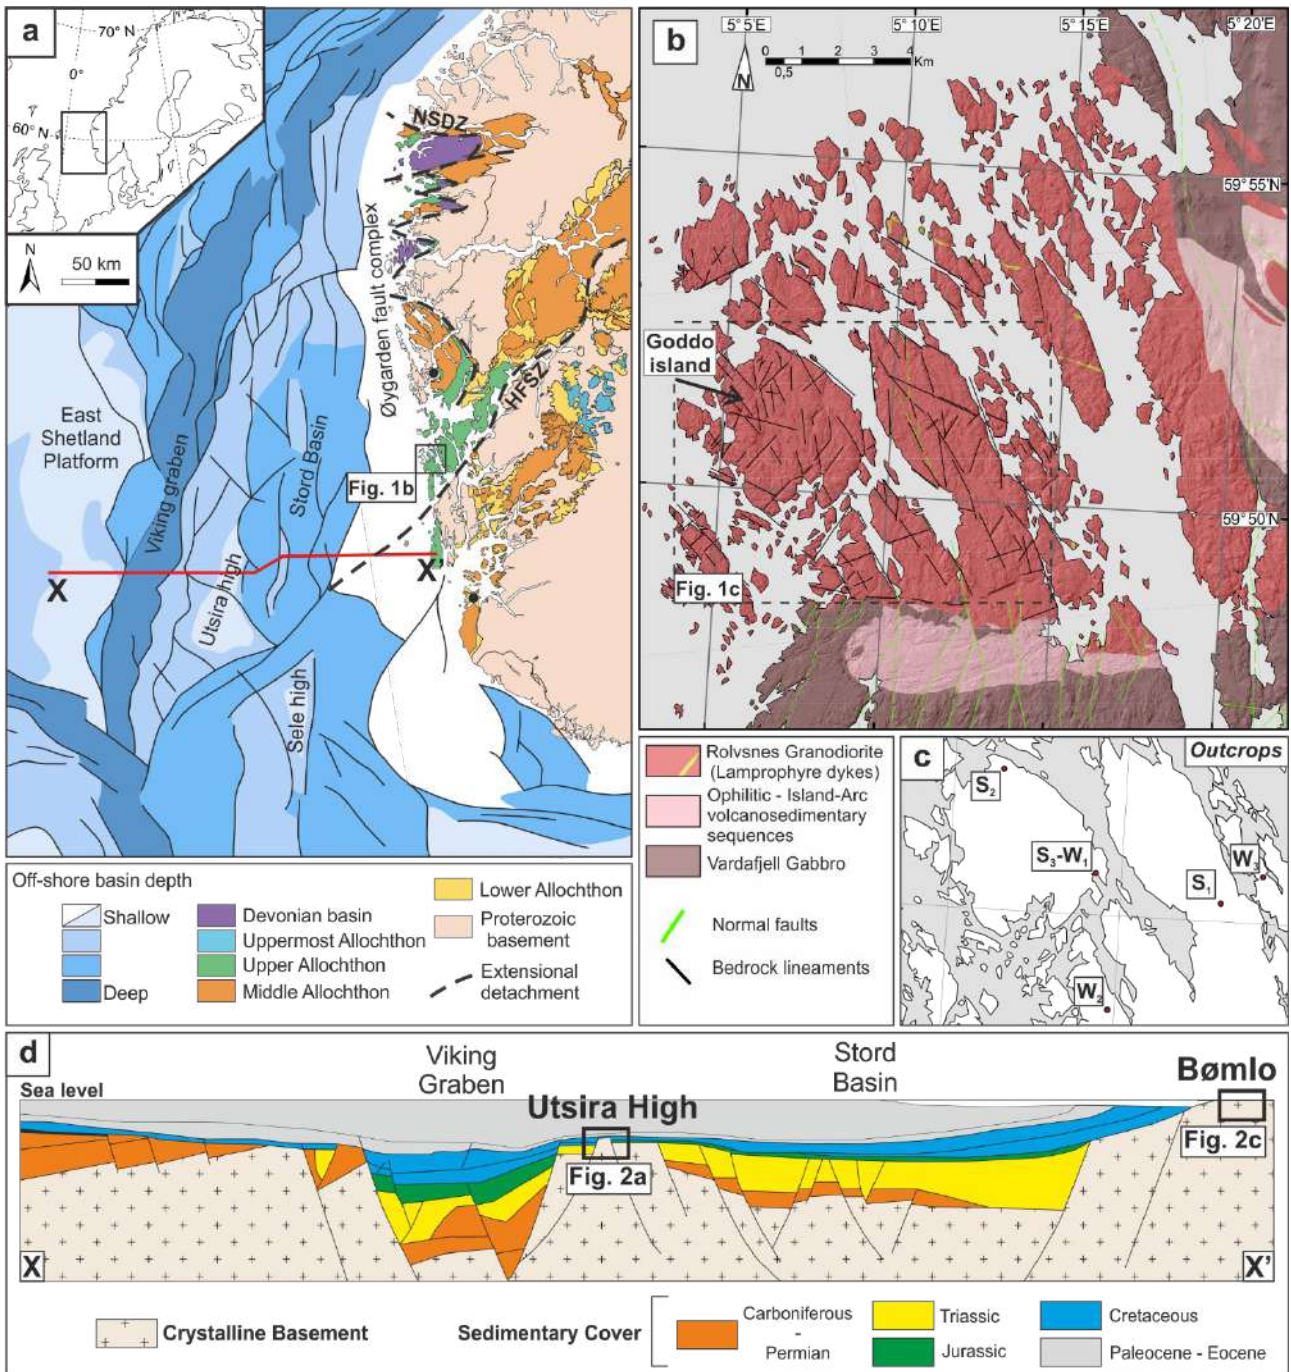 a
70° N
0°
60° N
N
50 km
NSDZ
Øygarden fault complex
HFSZ
East
Shetland
Platform
Viking graben
Stord Basin
Utsira high
Sele high
Fig. 1b
X
X'
Off-shore basin depth
Shallow
Deep
Devonian basin
Uppermost Allochthon
Upper Allochthon
Middle Allochthon
Lower Allochthon
Proterozoic
basement
Extensional
detachment
b
5° 5'E
5° 10'E
5° 15'E
5° 20'E
N
0 1 2 3 4
0,5
Km
59° 55'N
Goddo
island
59° 50'N
Fig. 1c
Rolvsnes Granodiorite
(Lamprophyre dykes)
Ophilitic - Island-Arc
volcanosedimentary
sequences
Vardafjell Gabbro
Normal faults
Bedrock lineaments
c
Outcrops
S2
S3-W1
W3
S1
W2
d
Viking
Graben
Stord
Basin
Bømlo
Sea level
Utsira High
Fig. 2a
Fig. 2c
X
X'
Crystalline Basement
Sedimentary Cover
Carboniferous
-
Permian
Triassic
Jurassic
Cretaceous
Paleocene - Eocene